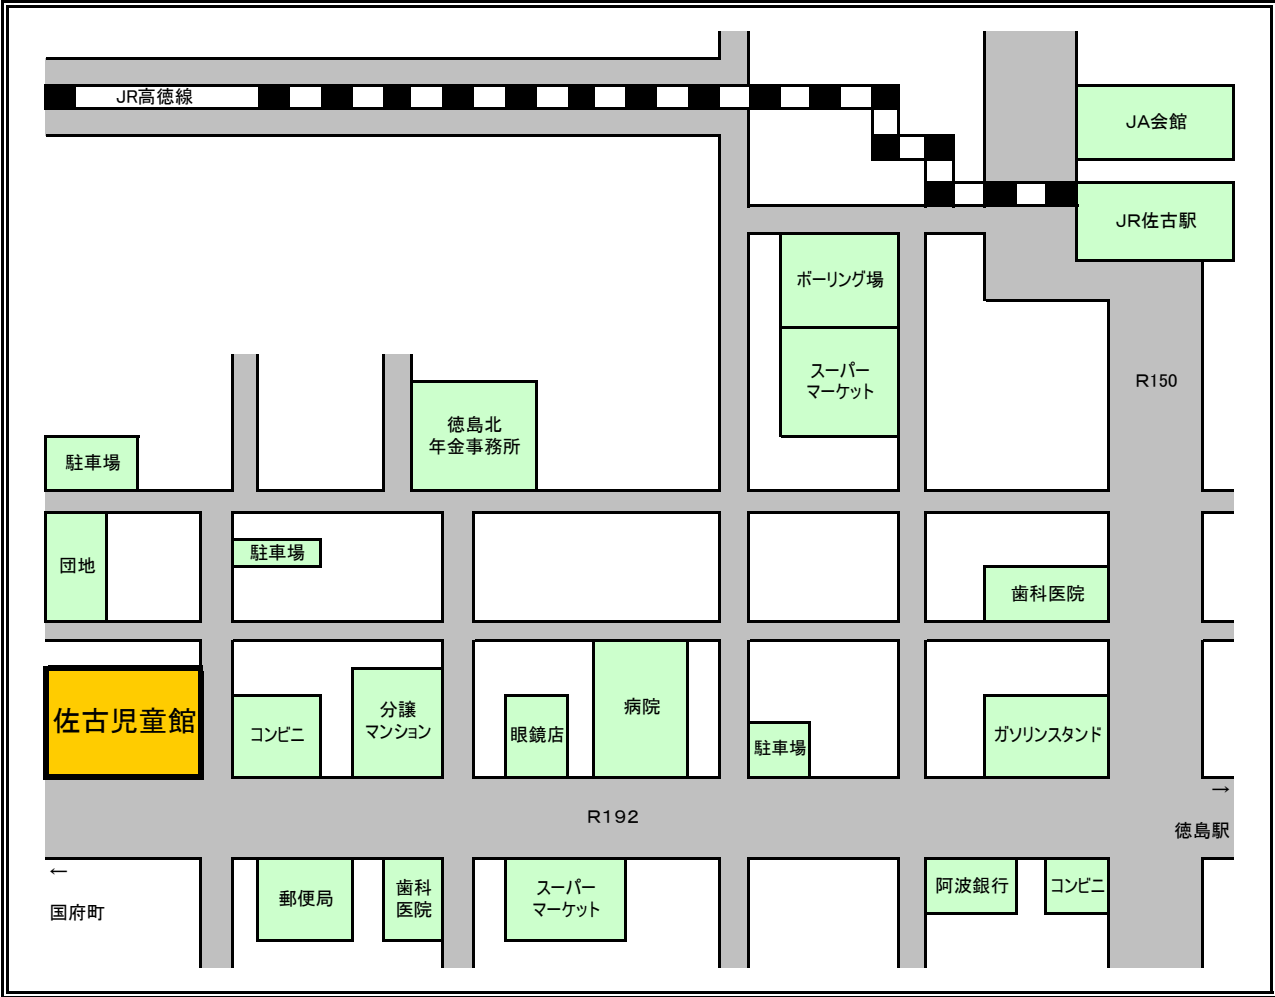 JR高徳線
JA会館
JR佐古駅
ボーリング場
スーパー
マーケット
R150
徳島北
年金事務所
駐車場
団地
駐車場
歯科医院
佐古児童館
コンビニ
分譲
マンション
眼鏡店
病院
駐車場
ガソリンスタンド
→
R192
徳島駅
←
国府町
郵便局
歯科
医院
スーパー
マーケット
阿波銀行
コンビニ